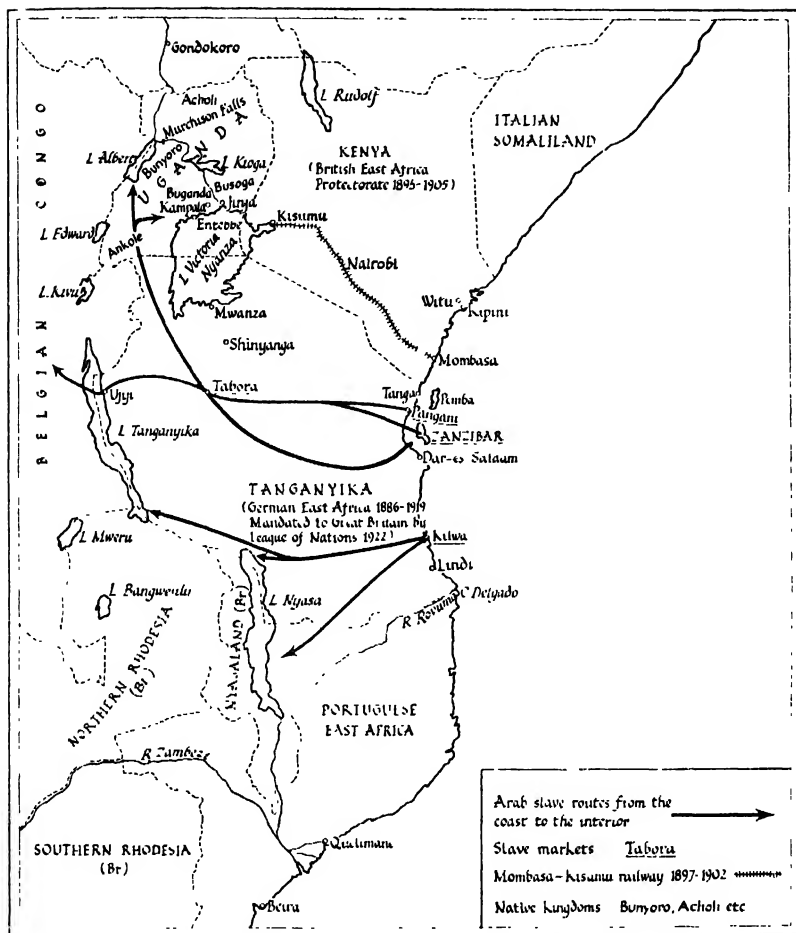 Gondokoro
L Rudolf
ITALIAN
SOMALILAND
Acholi
Murchison Falls
L Albert
Bunyoro
UGANDA
L Kioga
KENYA
(British East Africa
Protectorate 1895-1905)
Buganda
Busoga
Kampala
Jinja
Entebbe
Kisumu
L Edward
Ankole
L Victoria
Nyanza
Nairobi
L Kivu
Mwanza
Witu
Kipini
Shinyanga
Mombasa
BELGIAN CONGO
Ujiji
Tabora
Tanga
Pemba
Pangani
ZANZIBAR
L Tanganyika
Dar-es Salaam
TANGANYIKA
(German East Africa 1886-1919
Mandated to Great Britain by
League of Nations 1922)
Kilwa
L Mweru
Lindi
L Bangweulu
L Nyasa
C Delgado
R Rovuma
NYASALAND (Br)
NORTHERN RHODESIA
(Br)
PORTUGUESE
EAST AFRICA
R Zambezi
SOUTHERN RHODESIA
(Br)
Quilimani
Beira
Arab slave routes from the
coast to the interior
Slave markets Tabora
Mombasa-Kisumu railway 1897-1902
Native kingdoms Bunyoro, Acholi etc